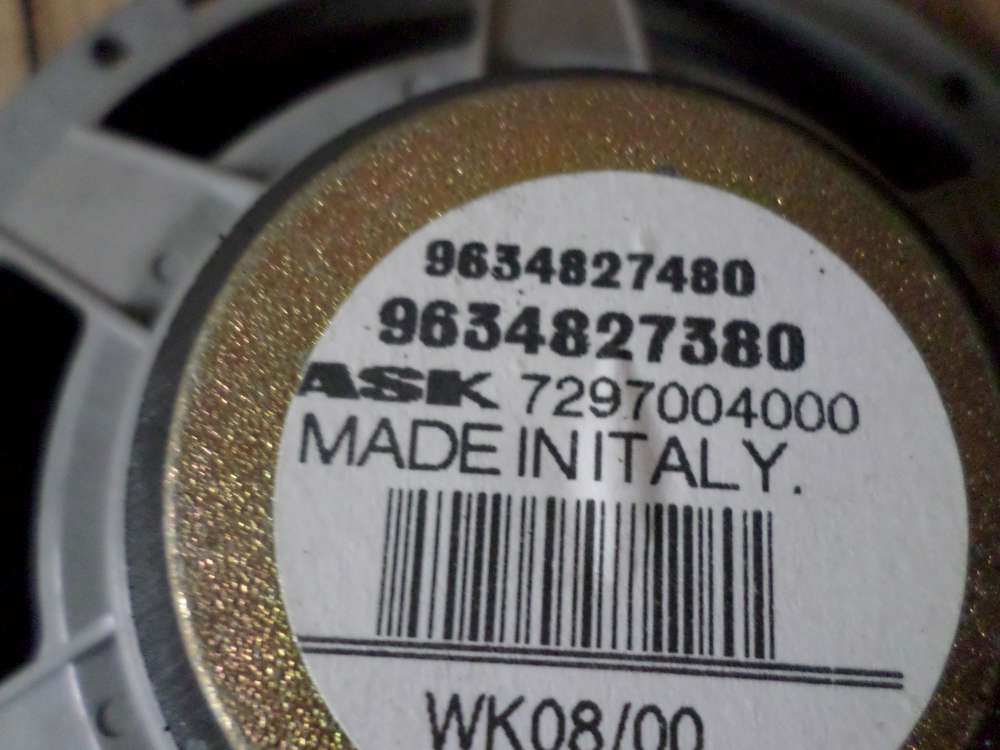 9634827480
9634827380
ASK 7297004000
MADE IN ITALY.
WK08/00